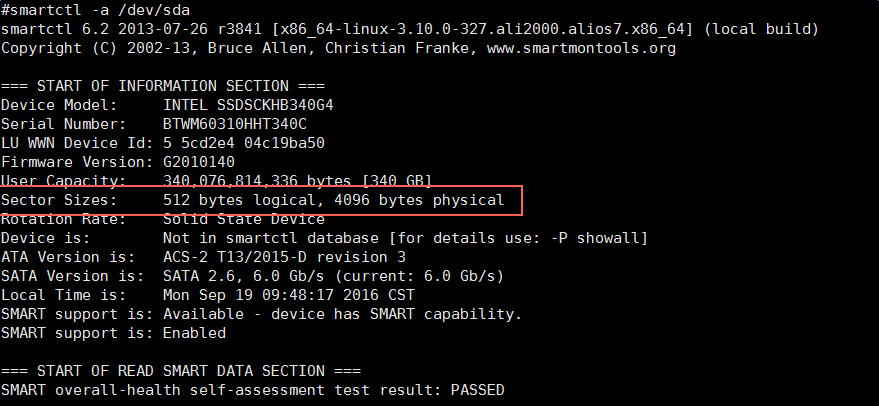 #smartctl -a /dev/sda
smartctl 6.2 2013-07-26 r3841 [x86_64-linux-3.10.0-327.ali2000.alios7.x86_64] (local build)
Copyright (C) 2002-13, Bruce Allen, Christian Franke, www.smartmontools.org
=== START OF INFORMATION SECTION ===
Device Model:     INTEL SSDSCKHB340G4
Serial Number:    BTWM60310HHT340C
LU WWN Device Id: 5 5cd2e4 04c19ba50
Firmware Version: G2010140
User Capacity:    340,076,814,336 bytes [340 GB]
Sector Sizes:     512 bytes logical, 4096 bytes physical
Rotation Rate:    Solid State Device
Device is:        Not in smartctl database [for details use: -P showall]
ATA Version is:   ACS-2 T13/2015-D revision 3
SATA Version is:  SATA 2.6, 6.0 Gb/s (current: 6.0 Gb/s)
Local Time is:    Mon Sep 19 09:48:17 2016 CST
SMART support is: Available - device has SMART capability.
SMART support is: Enabled
=== START OF READ SMART DATA SECTION ===
SMART overall-health self-assessment test result: PASSED